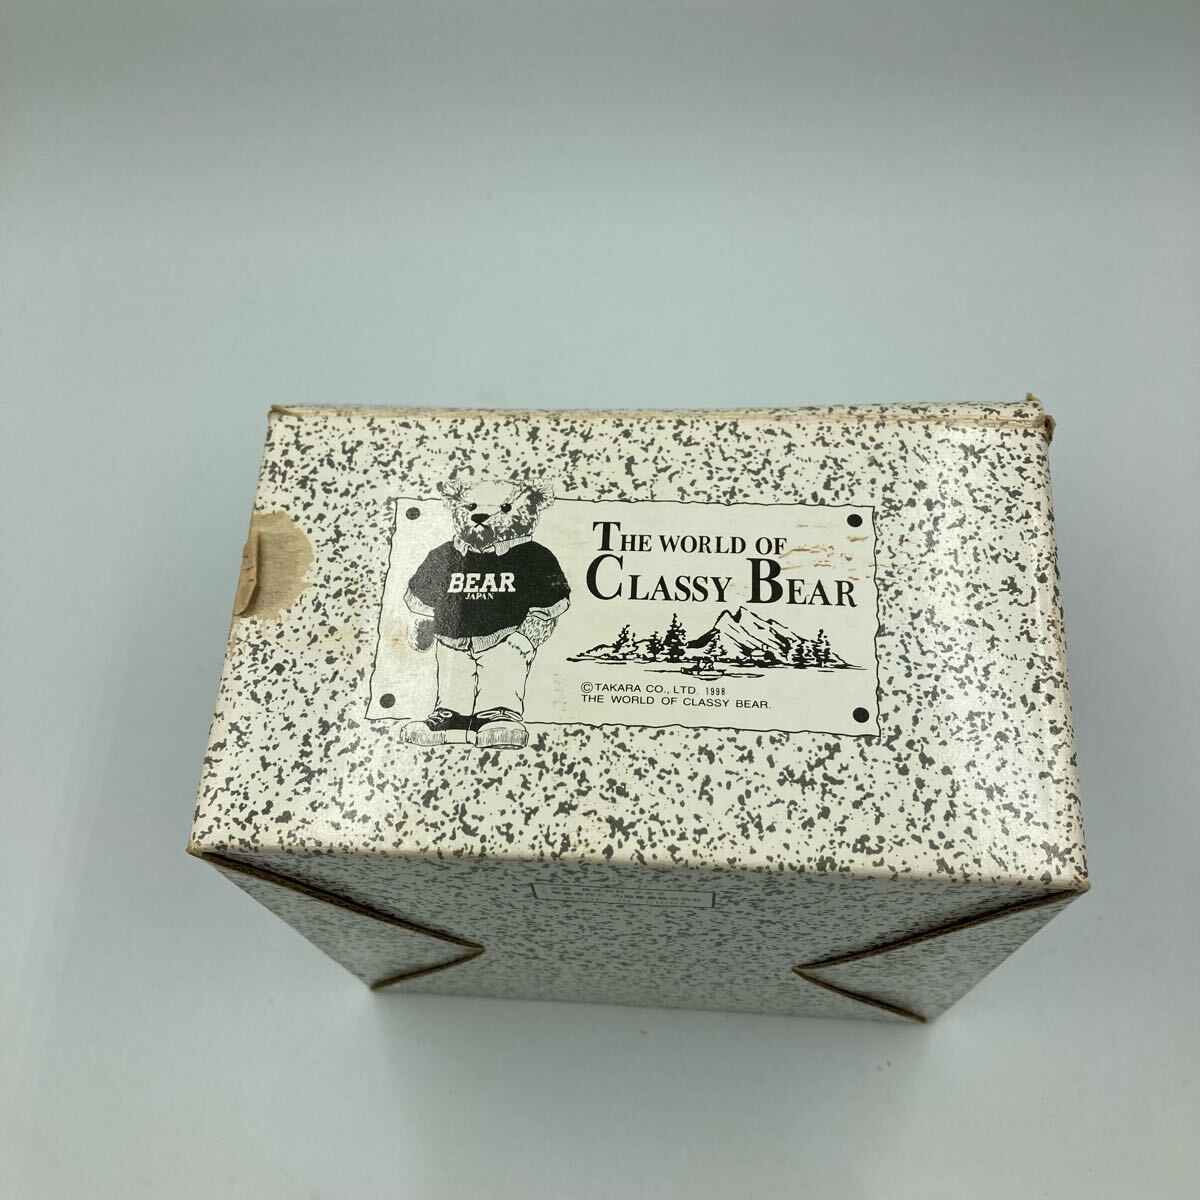 THE WORLD OF
CLASSY BEAR
BEAR
JAPAN
©TAKARA CO., LTD. 1998
THE WORLD OF CLASSY BEAR.